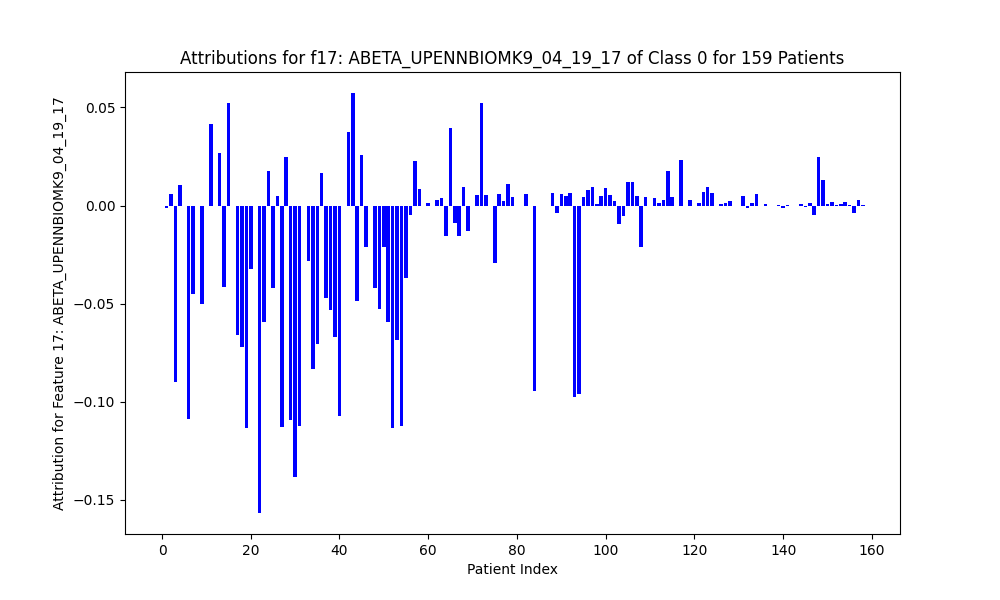 Attributions for f17: ABETA_UPENNBIOMK9_04_19_17 of Class 0 for 159 Patients
Attribution for Feature 17: ABETA_UPENNBIOMK9_04_19_17
0.05
0.00
−0.05
−0.10
−0.15
0 20 40 60 80 100 120 140 160
Patient Index